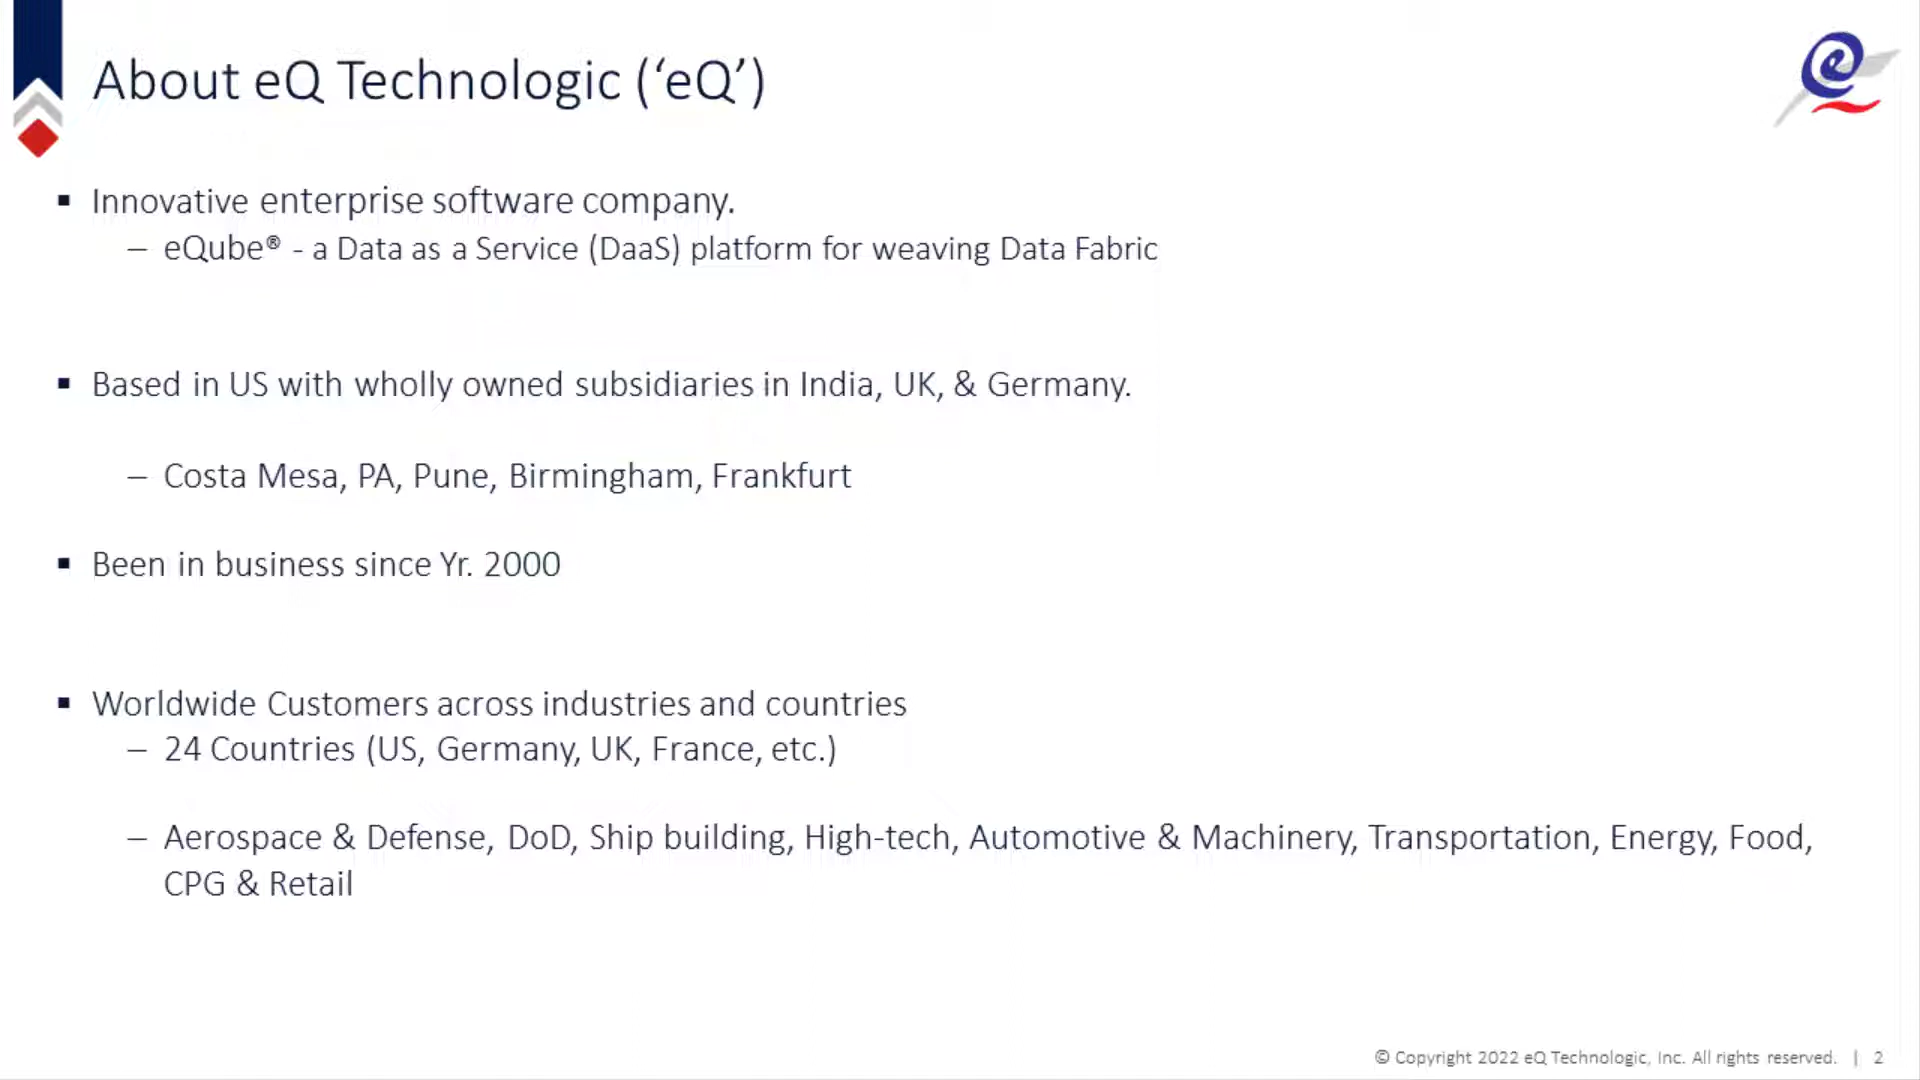 About eQ Technologic (‘eQ’)
▪ Innovative enterprise software company.
– eQube® - a Data as a Service (DaaS) platform for weaving Data Fabric
▪ Based in US with wholly owned subsidiaries in India, UK, & Germany.
– Costa Mesa, PA, Pune, Birmingham, Frankfurt
▪ Been in business since Yr. 2000
▪ Worldwide Customers across industries and countries
– 24 Countries (US, Germany, UK, France, etc.)
– Aerospace & Defense, DoD, Ship building, High-tech, Automotive & Machinery, Transportation, Energy, Food,
CPG & Retail
© Copyright 2022 eQ Technologic, Inc. All rights reserved. | 2